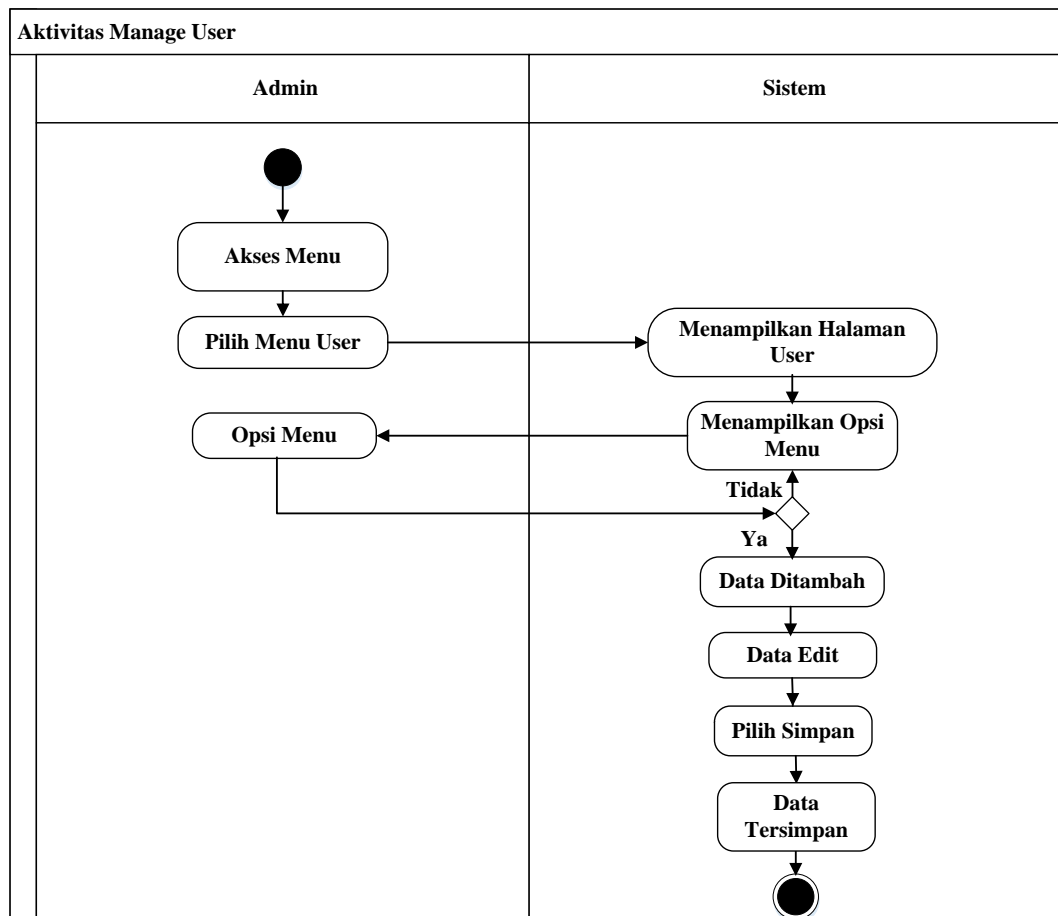 Aktivitas Manage User
Admin
Sistem
Akses Menu
Pilih Menu User
Menampilkan Halaman
User
Opsi Menu
Menampilkan Opsi
Menu
Tidak
Ya
Data Ditambah
Data Edit
Pilih Simpan
Data
Tersimpan